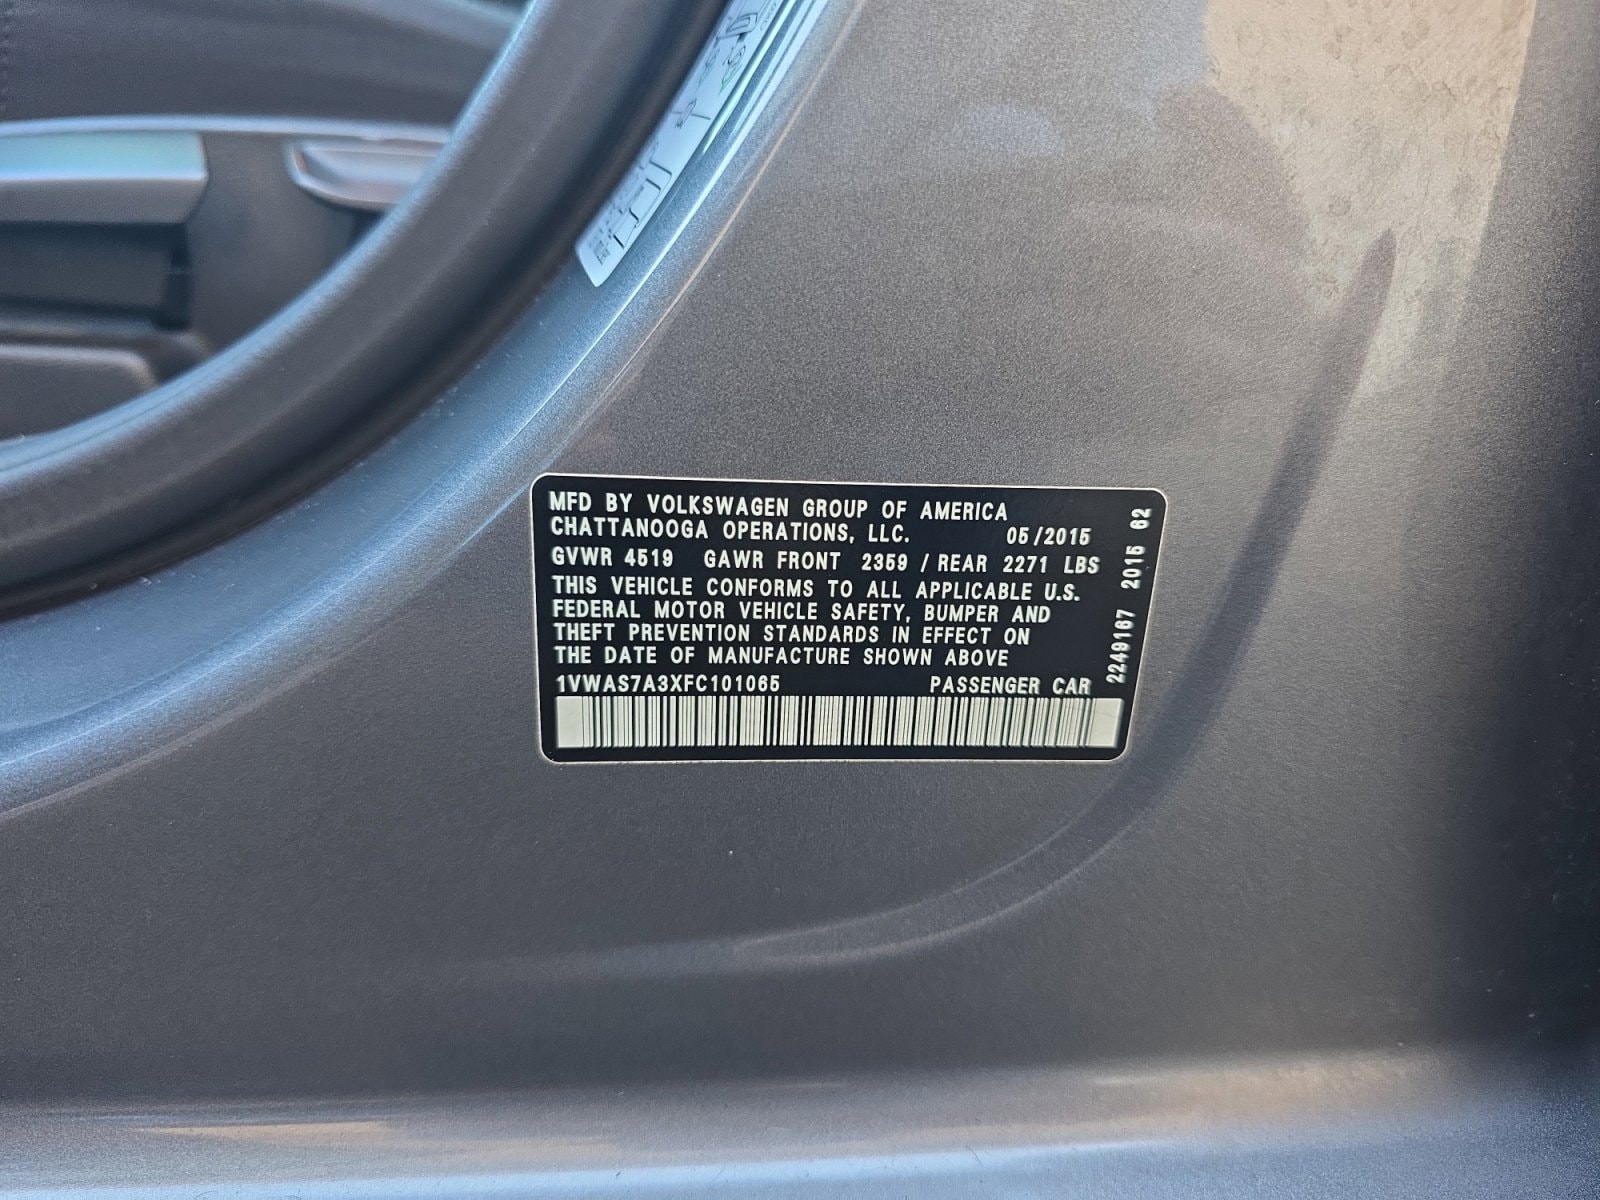 MFD BY VOLKSWAGEN GROUP OF AMERICA
CHATTANOOGA OPERATIONS, LLC. 05/2015
GVWR 4519 GAWR FRONT 2359 / REAR 2271 LBS
THIS VEHICLE CONFORMS TO ALL APPLICABLE U.S.
FEDERAL MOTOR VEHICLE SAFETY, BUMPER AND
THEFT PREVENTION STANDARDS IN EFFECT ON
THE DATE OF MANUFACTURE SHOWN ABOVE
1VWAS7A3XFC101065 PASSENGER CAR
2249167 2015 62